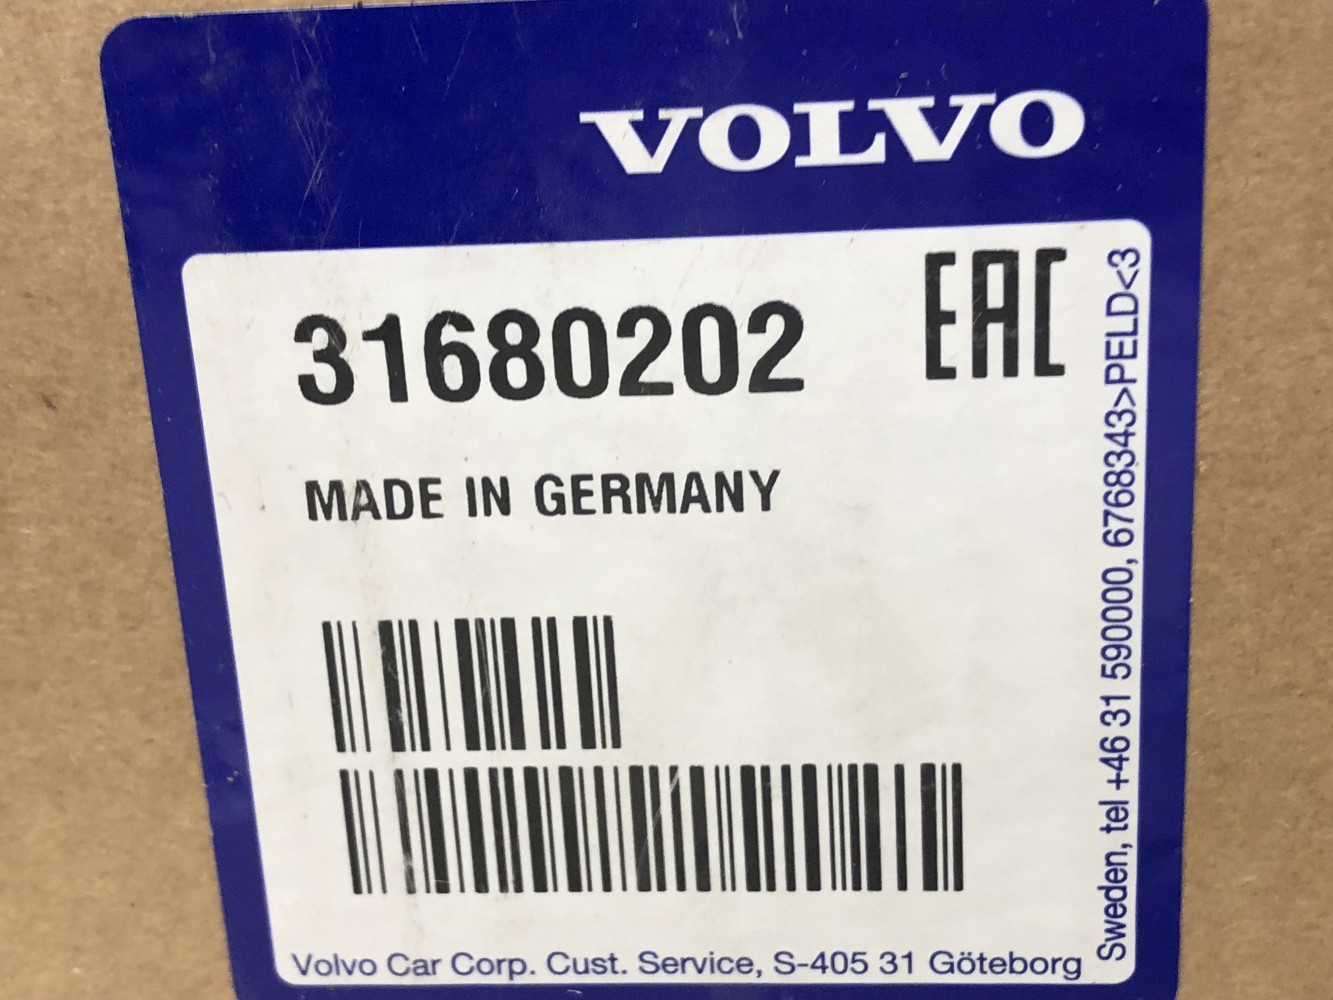 VOLVO
31680202
EAC
MADE IN GERMANY
Volvo Car Corp. Cust. Service, S-405 31 Göteborg
Sweden, tel +46 31 590000, 6768343>PELD<3